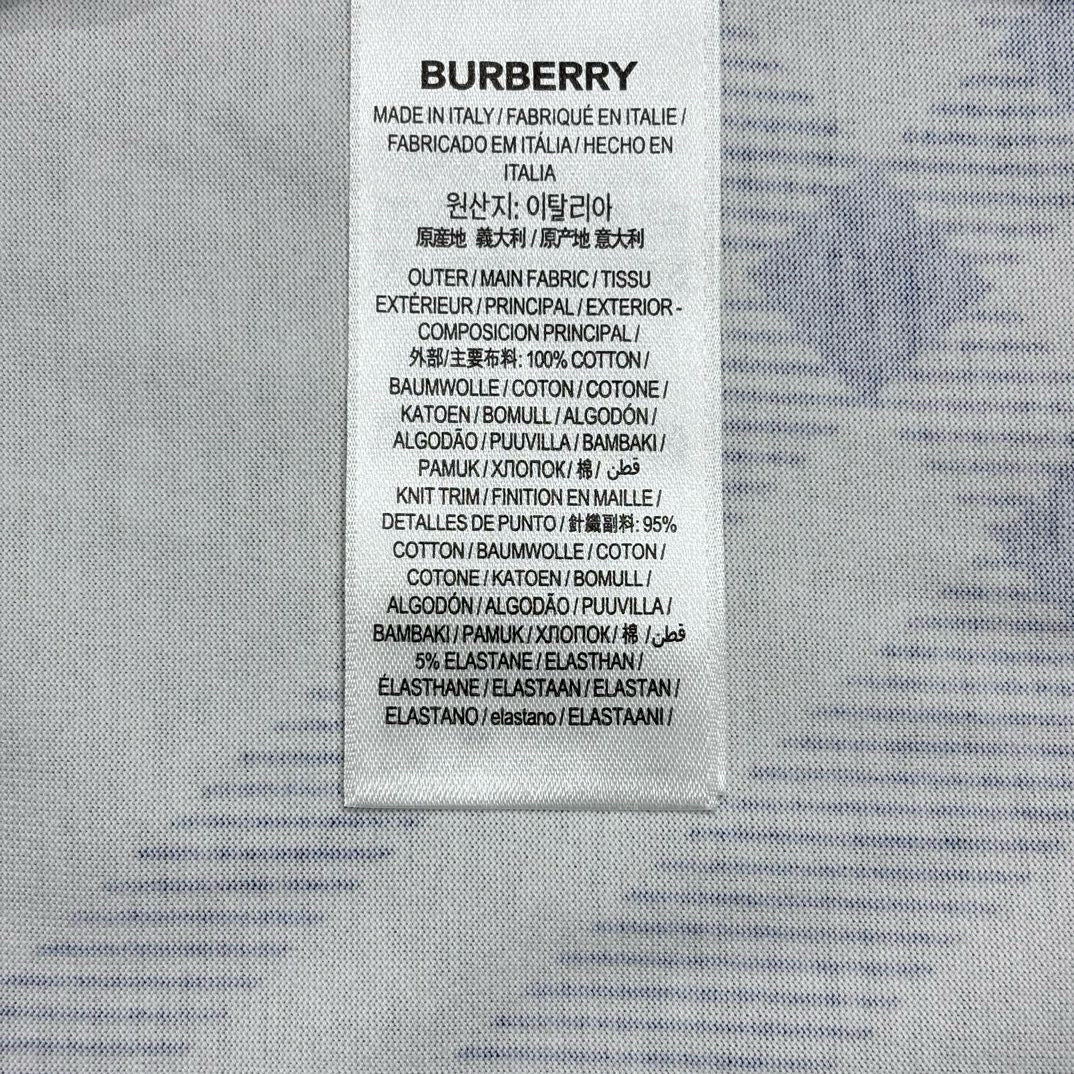 BURBERRY
MADE IN ITALY / FABRIQUÉ EN ITALIE /
FABRICADO EM ITÁLIA / HECHO EN
ITALIA
원산지: 이탈리아
原産地 義大利 / 原产地 意大利
OUTER / MAIN FABRIC / TISSU
EXTÉRIEUR / PRINCIPAL / EXTERIOR -
COMPOSICION PRINCIPAL /
外部/主要布料: 100% COTTON /
BAUMWOLLE / COTON / COTONE /
KATOEN / BOMULL / ALGODÓN /
ALGODÃO / PUUVILLA / BAMBAKI /
PAMUK / ХЛОПОК / 棉 / قطن
KNIT TRIM / FINITION EN MAILLE /
DETALLES DE PUNTO / 針織副料: 95%
COTTON / BAUMWOLLE / COTON /
COTONE / KATOEN / BOMULL /
ALGODÓN / ALGODÃO / PUUVILLA /
BAMBAKI / PAMUK / ХЛОПОК / 棉 / قطن
5% ELASTANE / ELASTHAN /
ÉLASTHANE / ELASTAAN / ELASTAN /
ELASTANO / elastano / ELASTAANI /